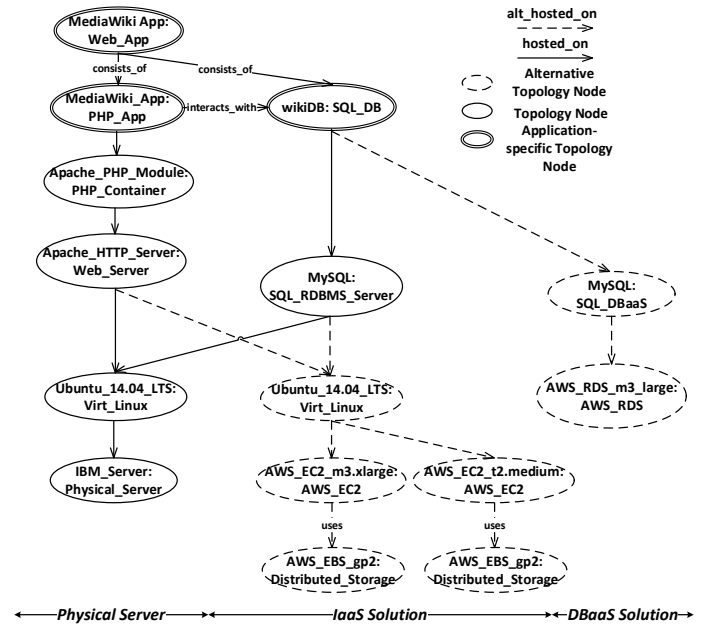 MediaWiki App:
Web_App
consists_of
consists_of
MediaWiki_App:
PHP_App
interacts_with
wikiDB: SQL_DB
Apache_PHP_Module:
PHP_Container
Apache_HTTP_Server:
Web_Server
MySQL:
SQL_RDBMS_Server
MySQL:
SQL_DBaaS
Ubuntu_14.04_LTS:
Virt_Linux
Ubuntu_14.04_LTS:
Virt_Linux
AWS_RDS_m3_large:
AWS_RDS
IBM_Server:
Physical_Server
AWS_EC2_m3.xlarge:
AWS_EC2
AWS_EC2_t2.medium:
AWS_EC2
uses
uses
AWS_EBS_gp2:
Distributed_Storage
AWS_EBS_gp2:
Distributed_Storage
alt_hosted_on
hosted_on
Alternative
Topology Node
Topology Node
Application-
specific Topology
Node
Physical Server
IaaS Solution
DBaaS Solution